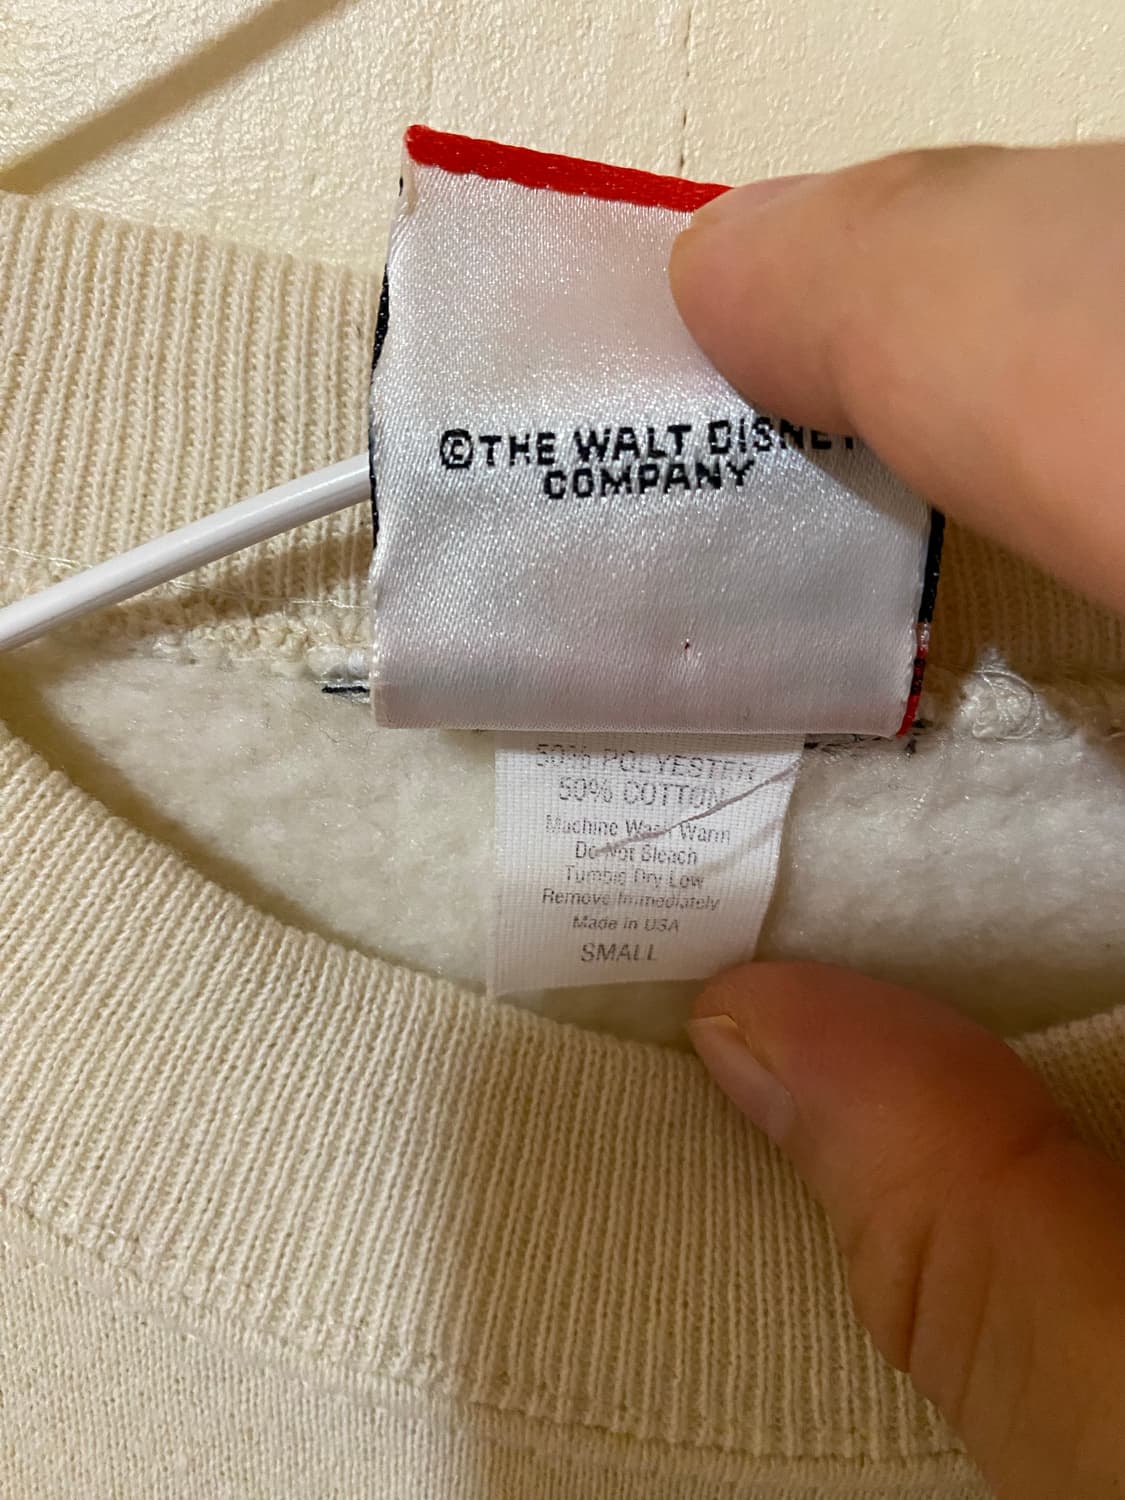 ©THE WALT DISNEY
COMPANY
50% POLYESTER
50% COTTON
Machine Wash Warm
Do Not Bleach
Tumble Dry Low
Remove Immediately
Made in USA
SMALL